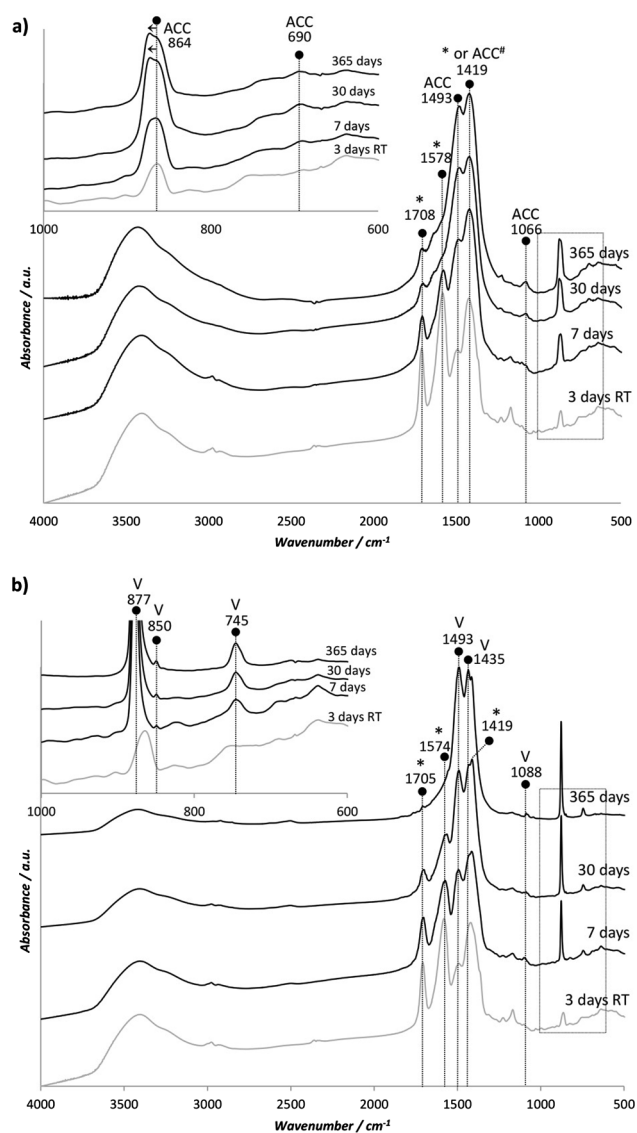 a)
ACC
864
ACC
690
365 days
30 days
7 days
3 days RT
1000
800
600
* or ACC#
1419
ACC
1493
*
1578
*
1708
ACC
1066
365 days
30 days
7 days
3 days RT
Absorbance / a.u.
4000
3500
3000
2500
2000
1500
1000
500
Wavenumber / cm-1
b)
V
877
V
850
V
745
365 days
30 days
7 days
3 days RT
1000
800
600
V
1493
V
1435
*
1419
*
1574
*
1705
V
1088
365 days
30 days
7 days
3 days RT
Absorbance / a.u.
4000
3500
3000
2500
2000
1500
1000
500
Wavenumber / cm-1